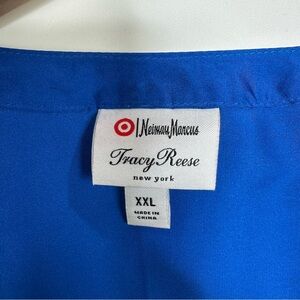 Neiman Marcus
Tracy Reese
new york
XXL
MADE IN
CHINA